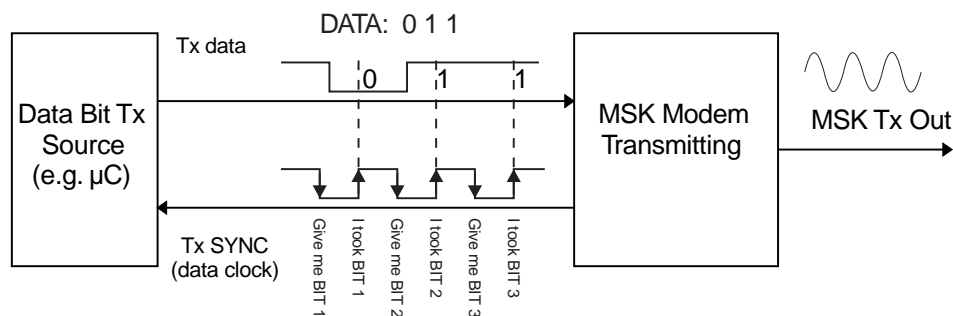 DATA: 0 1 1
Tx data
0
1
1
Data Bit Tx
Source
(e.g. µC)
MSK Modem
Transmitting
MSK Tx Out
Tx SYNC
(data clock)
Give me BIT 1
I took BIT 1
Give me BIT 2
I took BIT 2
Give me BIT 3
I took BIT 3